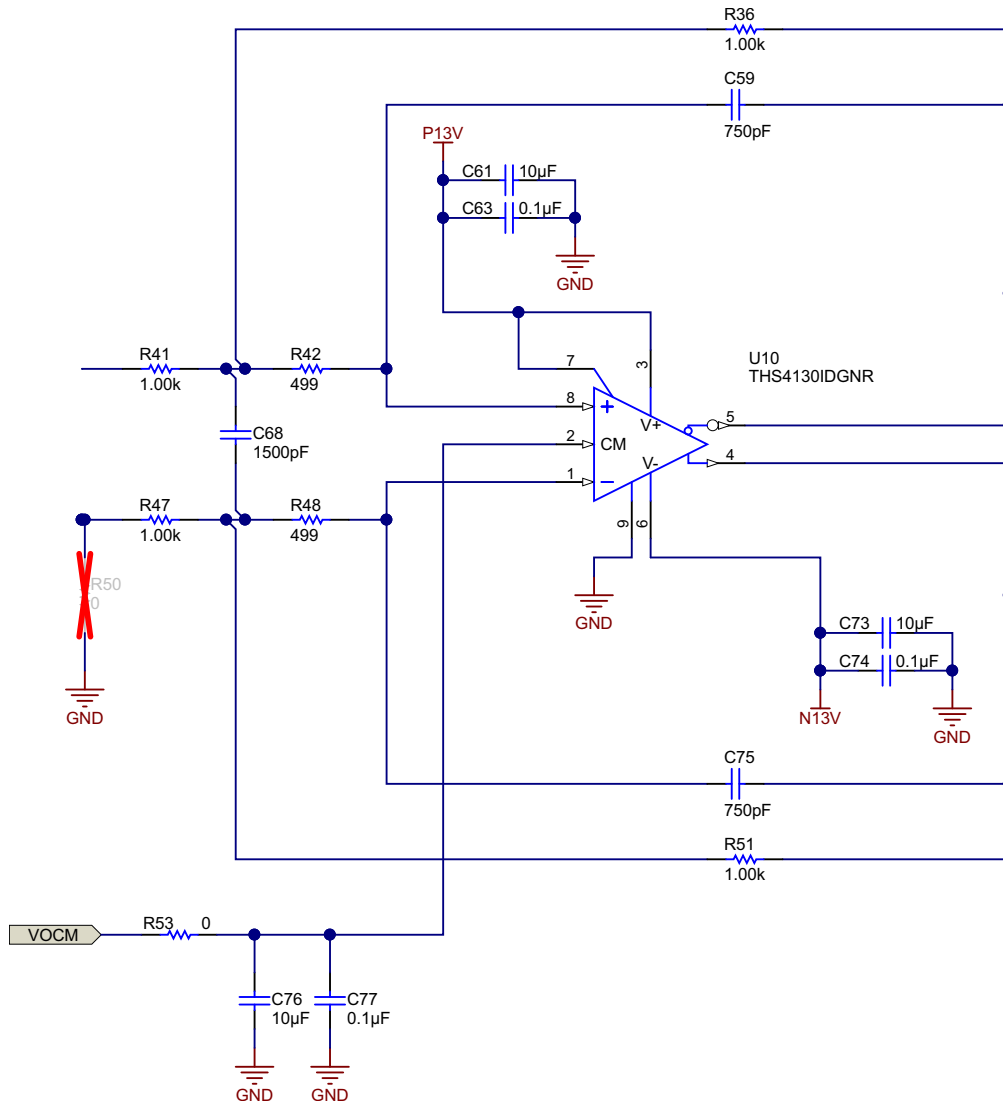 R36
1.00k
C59
750pF
P13V
C61 10µF
C63 0.1µF
GND
R41
1.00k
R42
499
C68
1500pF
R47
1.00k
R48
499
R50
0
GND
7
3
8
2
1
+
CM
−
V+
V-
5
4
9
6
U10
THS4130IDGNR
GND
C73 10µF
C74 0.1µF
N13V
GND
C75
750pF
R51
1.00k
VOCM
R53 0
C76
10µF
C77
0.1µF
GND
GND